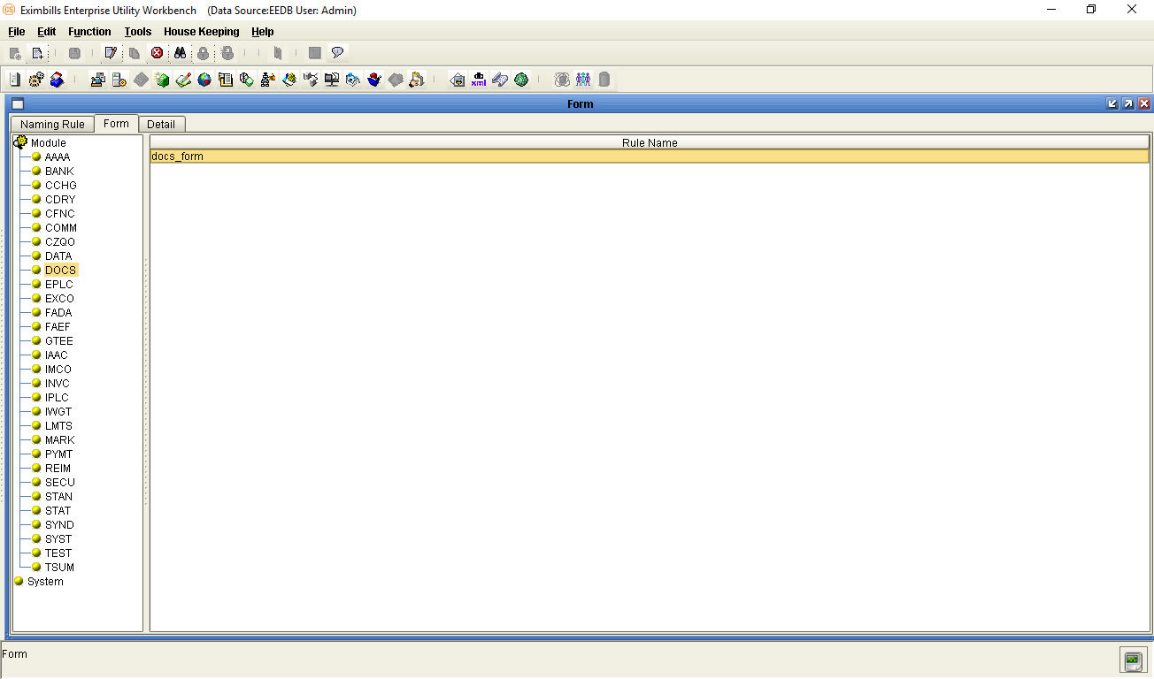 CS Eximbills Enterprise Utility Workbench (Data Source:EEDB User: Admin)
File Edit Function Tools House Keeping Help
xml
Form
Naming Rule Form Detail
Module
Rule Name
AAAA
docs_form
BANK
CCHG
CDRY
CFNC
COMM
CZQO
DATA
DOCS
EPLC
EXCO
FADA
FAEF
GTEE
IAAC
IMCO
INVC
IPLC
IWGT
LMTS
MARK
PYMT
REIM
SECU
STAN
STAT
SYND
SYST
TEST
TSUM
System
Form